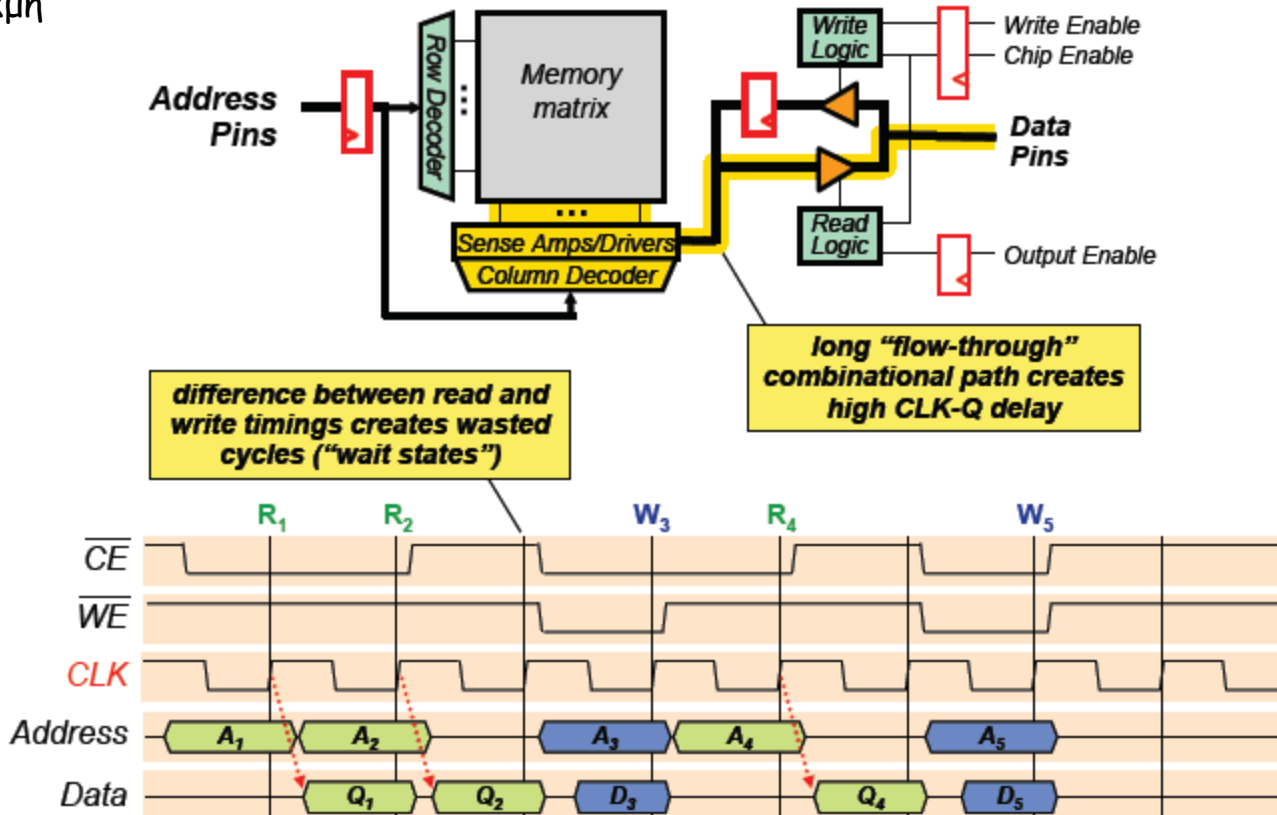 κμή
Address
Pins
Row Decoder
Memory
matrix
Sense Amps/Drivers
Column Decoder
Write
Logic
Write Enable
Chip Enable
Data
Pins
Read
Logic
Output Enable
long “flow-through”
combinational path creates
high CLK-Q delay
difference between read and
write timings creates wasted
cycles (“wait states”)
R₁ R₂ W₃ R₄ W₅
CE
WE
CLK
Address A₁ A₂ A₃ A₄ A₅
Data Q₁ Q₂ D₃ Q₄ D₅